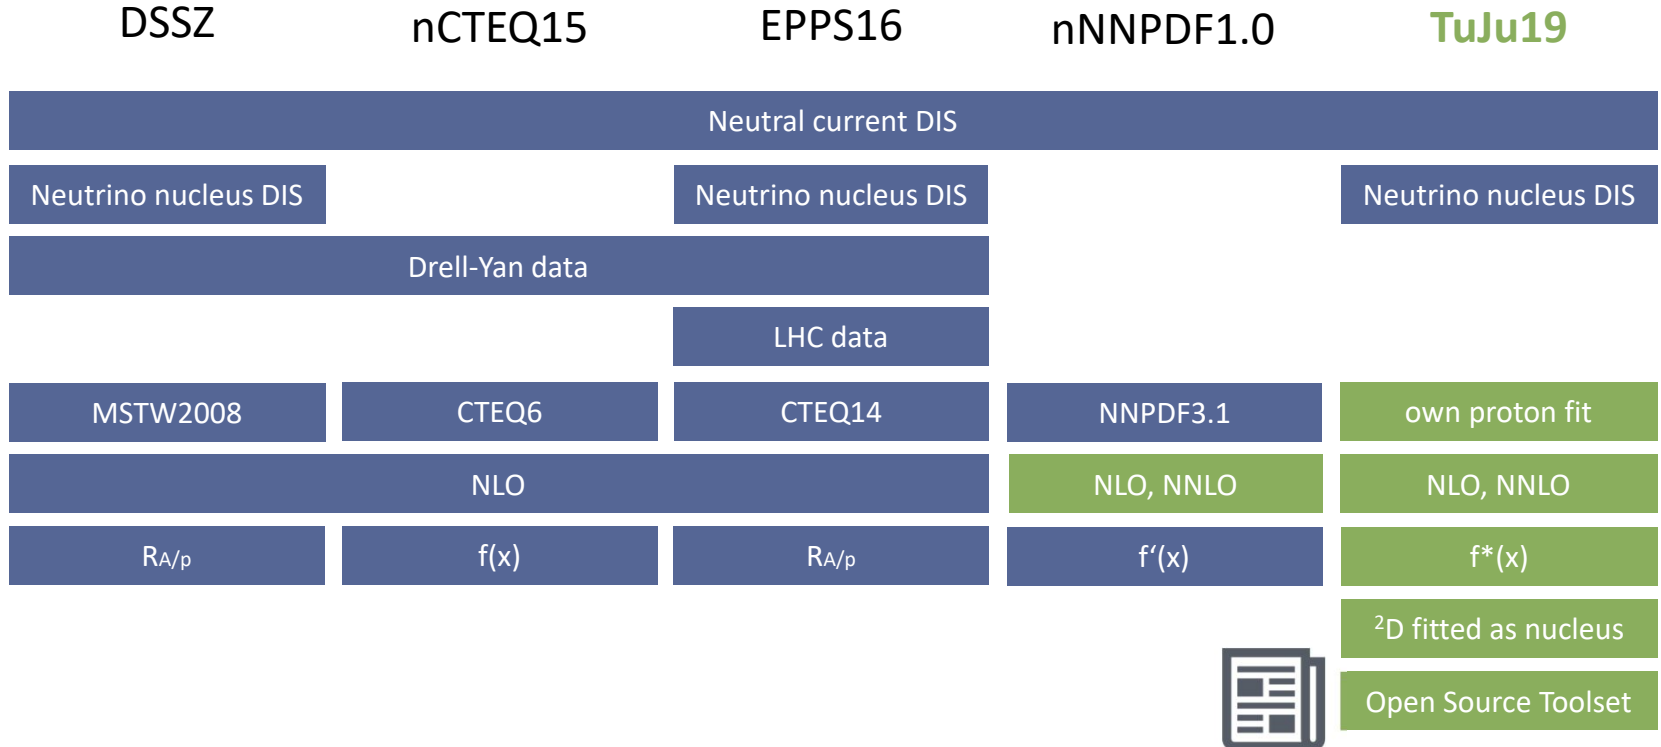 DSSZ nCTEQ15 EPPS16 nNNPDF1.0 TuJu19
Neutral current DIS
Neutrino nucleus DIS Neutrino nucleus DIS Neutrino nucleus DIS
Drell-Yan data
LHC data
MSTW2008 CTEQ6 CTEQ14 NNPDF3.1 own proton fit
NLO NLO, NNLO NLO, NNLO
RA/p f(x) RA/p f‘(x) f*(x)
²D fitted as nucleus
Open Source Toolset